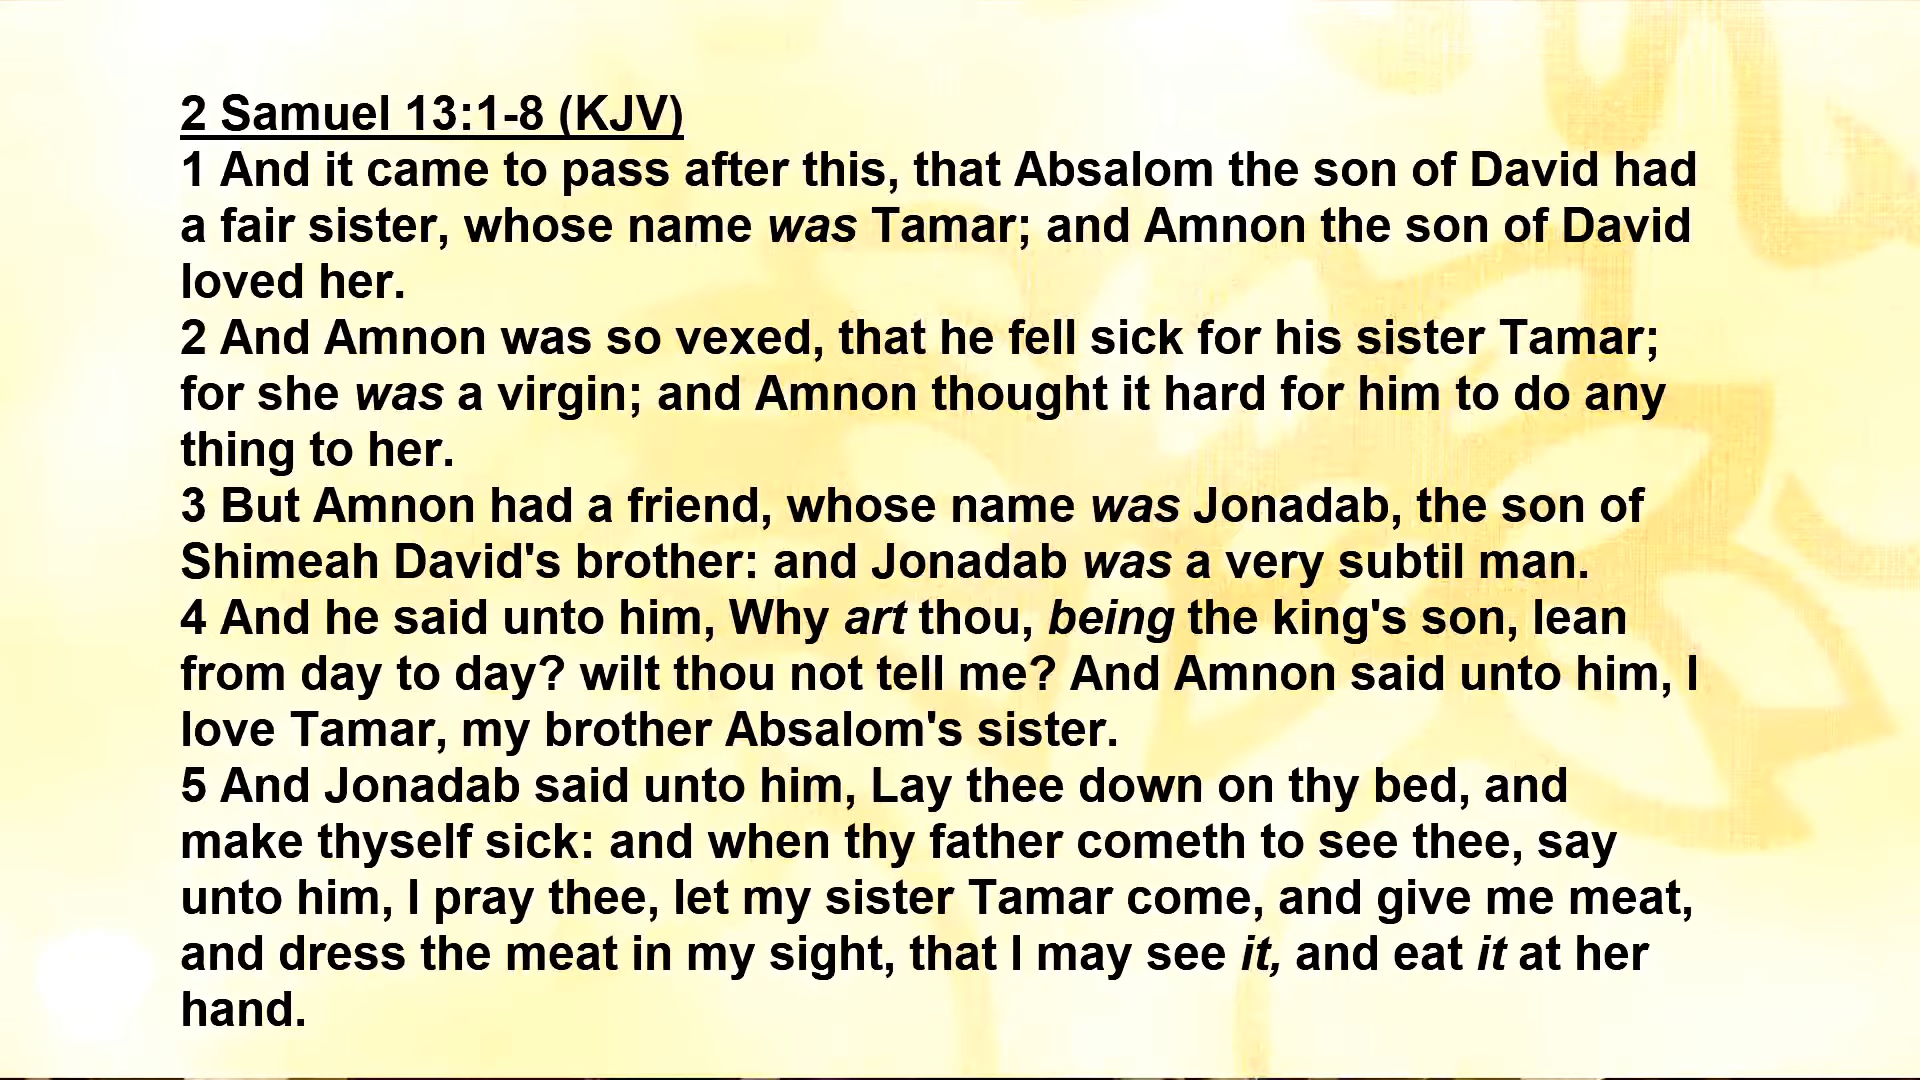 2 Samuel 13:1-8 (KJV)
1 And it came to pass after this, that Absalom the son of David had
a fair sister, whose name was Tamar; and Amnon the son of David
loved her.
2 And Amnon was so vexed, that he fell sick for his sister Tamar;
for she was a virgin; and Amnon thought it hard for him to do any
thing to her.
3 But Amnon had a friend, whose name was Jonadab, the son of
Shimeah David's brother: and Jonadab was a very subtil man.
4 And he said unto him, Why art thou, being the king's son, lean
from day to day? wilt thou not tell me? And Amnon said unto him, I
love Tamar, my brother Absalom's sister.
5 And Jonadab said unto him, Lay thee down on thy bed, and
make thyself sick: and when thy father cometh to see thee, say
unto him, I pray thee, let my sister Tamar come, and give me meat,
and dress the meat in my sight, that I may see it, and eat it at her
hand.